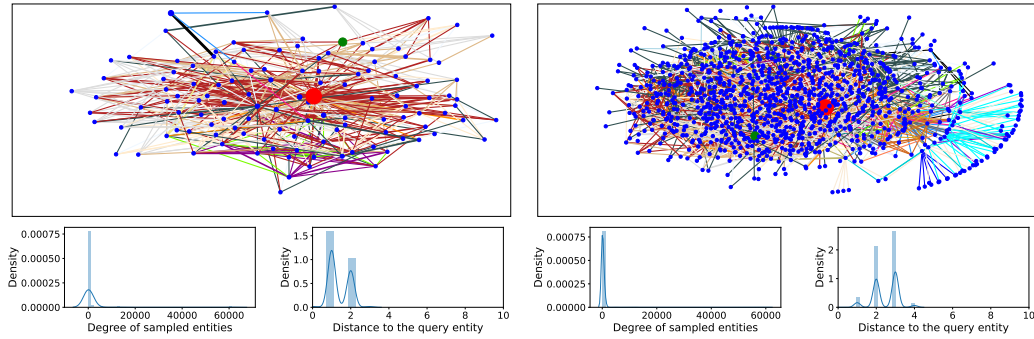 Density
0.00075
0.00050
0.00025
0.00000
0 20000 40000 60000
Degree of sampled entities
Density
1.5
1.0
0.5
0.0
0 2 4 6 8 10
Distance to the query entity
Density
0.00075
0.00050
0.00025
0.00000
0 20000 40000 60000
Degree of sampled entities
Density
2
1
0
0 2 4 6 8 10
Distance to the query entity